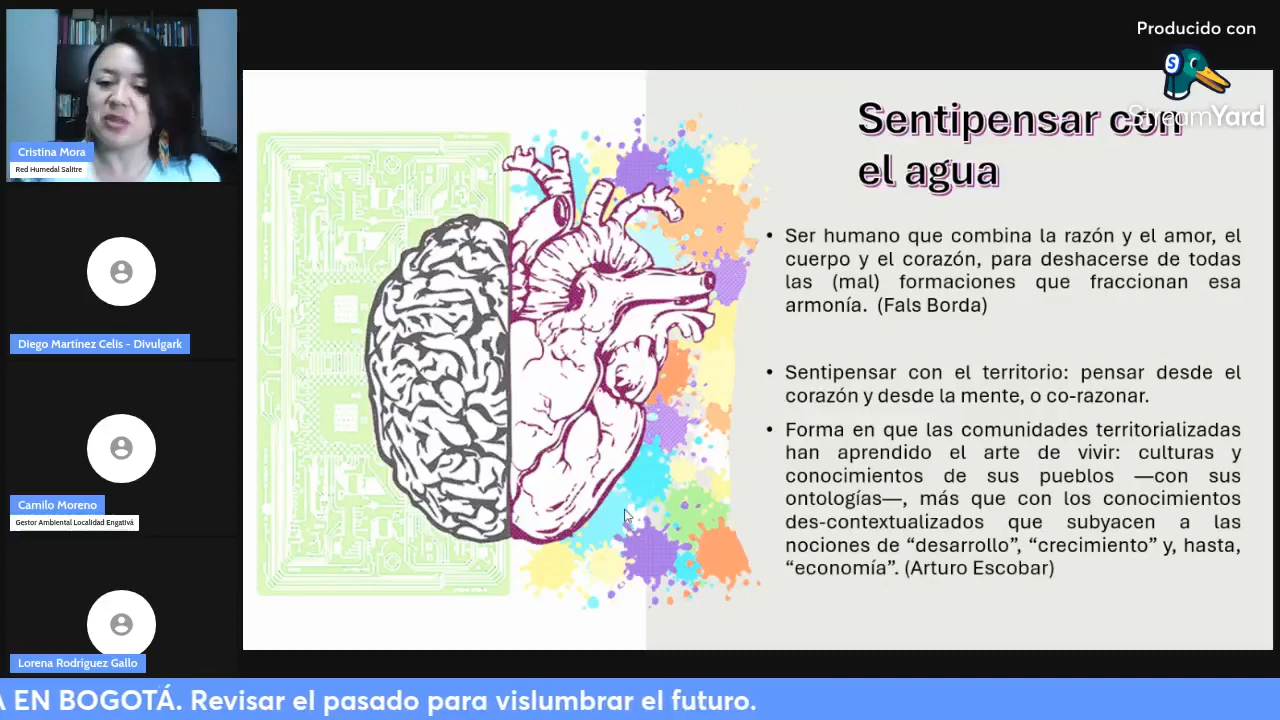 Producido con
StreamYard
Cristina Mora
Red Humedal Salitre
Diego Martínez Celis - Divulgark
Camilo Moreno
Gestor Ambiental Localidad Engativá
Lorena Rodríguez Gallo
Sentipensar con
el agua
• Ser humano que combina la razón y el amor, el
cuerpo y el corazón, para deshacerse de todas
las (mal) formaciones que fraccionan esa
armonía. (Fals Borda)
• Sentipensar con el territorio: pensar desde el
corazón y desde la mente, o co-razonar.
• Forma en que las comunidades territorializadas
han aprendido el arte de vivir: culturas y
conocimientos de sus pueblos —con sus
ontologías—, más que con los conocimientos
des-contextualizados que subyacen a las
nociones de “desarrollo”, “crecimiento” y, hasta,
“economía”. (Arturo Escobar)
A EN BOGOTÁ. Revisar el pasado para vislumbrar el futuro.